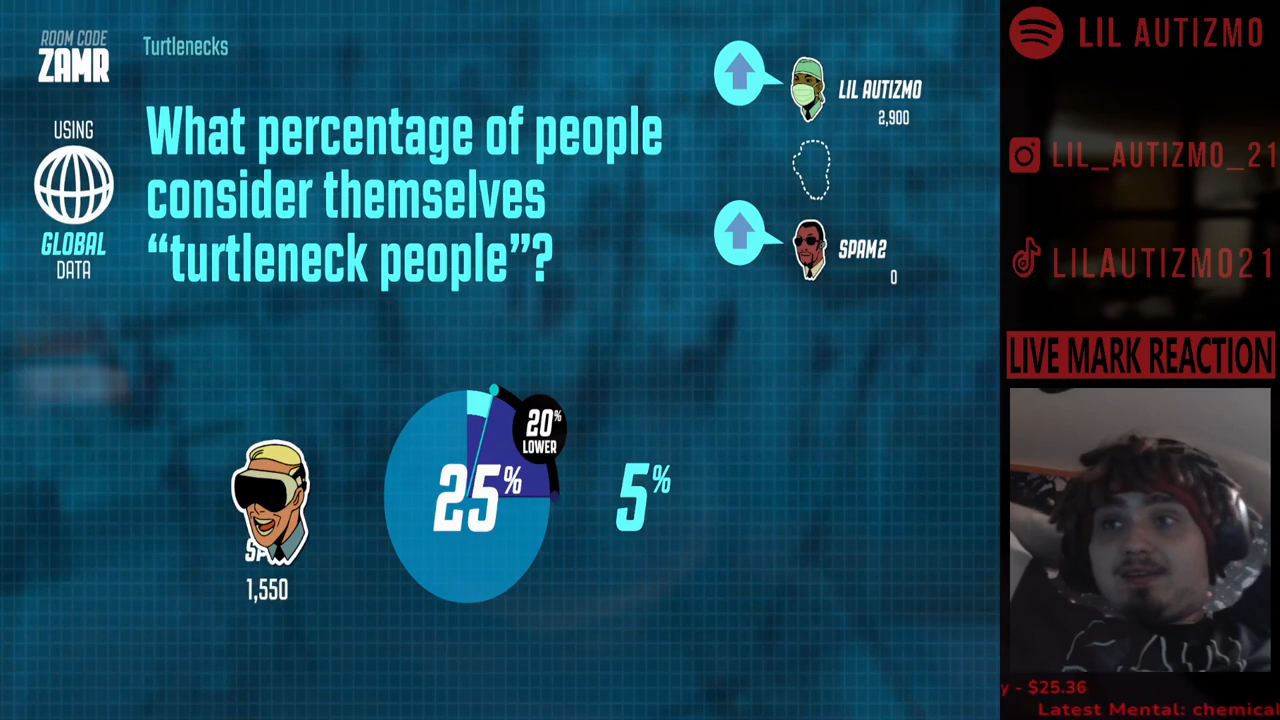 ROOM CODE
ZAMR
USING
GLOBAL
DATA
Turtlenecks
What percentage of people
consider themselves
“turtleneck people”?
LIL AUTIZMO
2,900
SPAM2
0
1,550
25%
20%
LOWER
5%
LIL AUTIZMO
LIL_AUTIZMO_21
LILAUTIZMO21
LIVE MARK REACTION
y - $25.36
Latest Mental: chemical